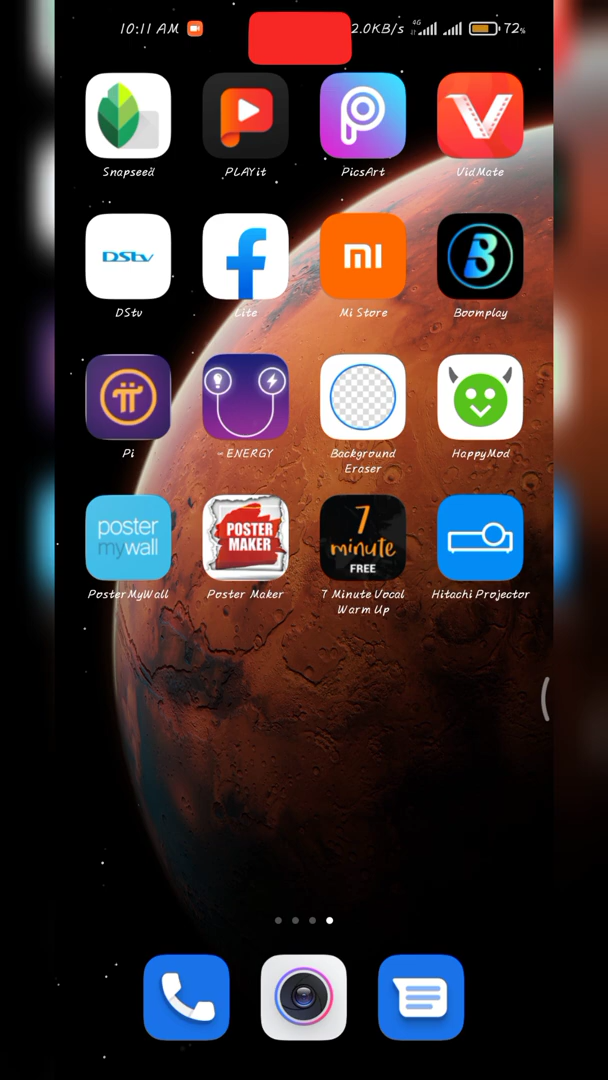 10:11 AM 2.0KB/s 4G 72%
Snapseed PLAYit PicsArt VidMate
DStv
mi
DStv Lite Mi Store Boomplay
Pi ENERGY Background
Eraser HappyMod
poster
mywall
POSTER
MAKER
7
minute
FREE
PosterMyWall Poster Maker 7 Minute Vocal
Warm Up Hitachi Projector